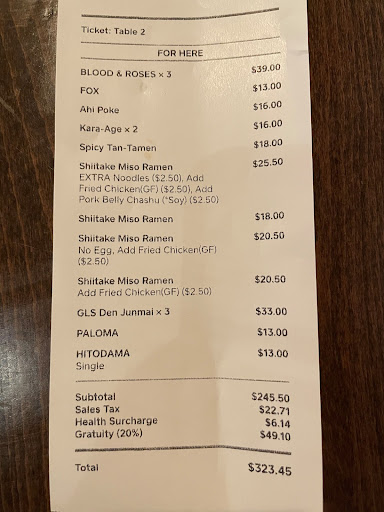 Ticket: Table 2
FOR HERE
BLOOD & ROSES × 3 $39.00
FOX $13.00
Ahi Poke $16.00
Kara-Age × 2 $16.00
Spicy Tan-Tamen $18.00
Shiitake Miso Ramen $25.50
EXTRA Noodles ($2.50), Add
Fried Chicken(GF) ($2.50), Add
Pork Belly Chashu (*Soy) ($2.50)
Shiitake Miso Ramen $18.00
Shiitake Miso Ramen $20.50
No Egg, Add Fried Chicken(GF)
($2.50)
Shiitake Miso Ramen $20.50
Add Fried Chicken(GF) ($2.50)
GLS Den Junmai × 3 $33.00
PALOMA $13.00
HITODAMA $13.00
Single
Subtotal $245.50
Sales Tax $22.71
Health Surcharge $6.14
Gratuity (20%) $49.10
Total $323.45